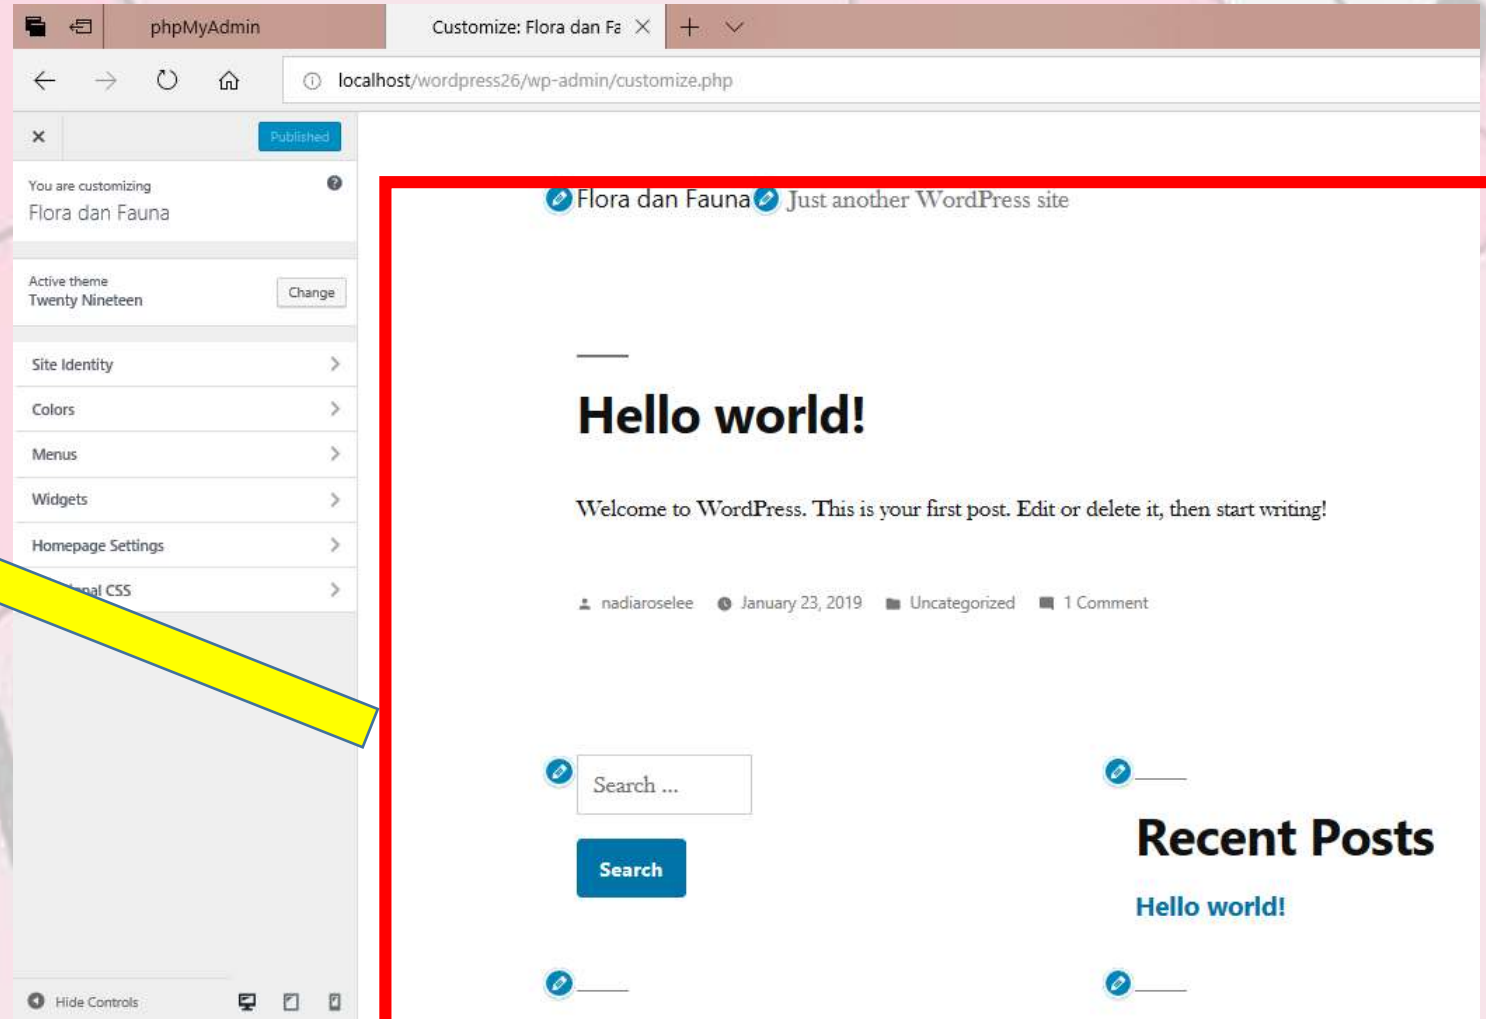 phpMyAdmin
Customize: Flora dan Fa
localhost/wordpress26/wp-admin/customize.php
Published
You are customizing
Flora dan Fauna
Active theme
Twenty Nineteen
Change
Site Identity
Colors
Menus
Widgets
Homepage Settings
CSS
Hide Controls
Flora dan Fauna Just another WordPress site
Hello world!
Welcome to WordPress. This is your first post. Edit or delete it, then start writing!
nadiaroselee January 23, 2019 Uncategorized 1 Comment
Search ...
Search
Recent Posts
Hello world!